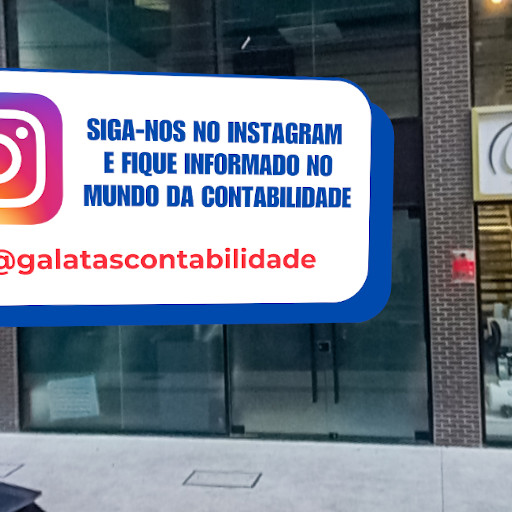 SIGA-NOS NO INSTAGRAM
E FIQUE INFORMADO NO
MUNDO DA CONTABILIDADE
@galatascontabilidade